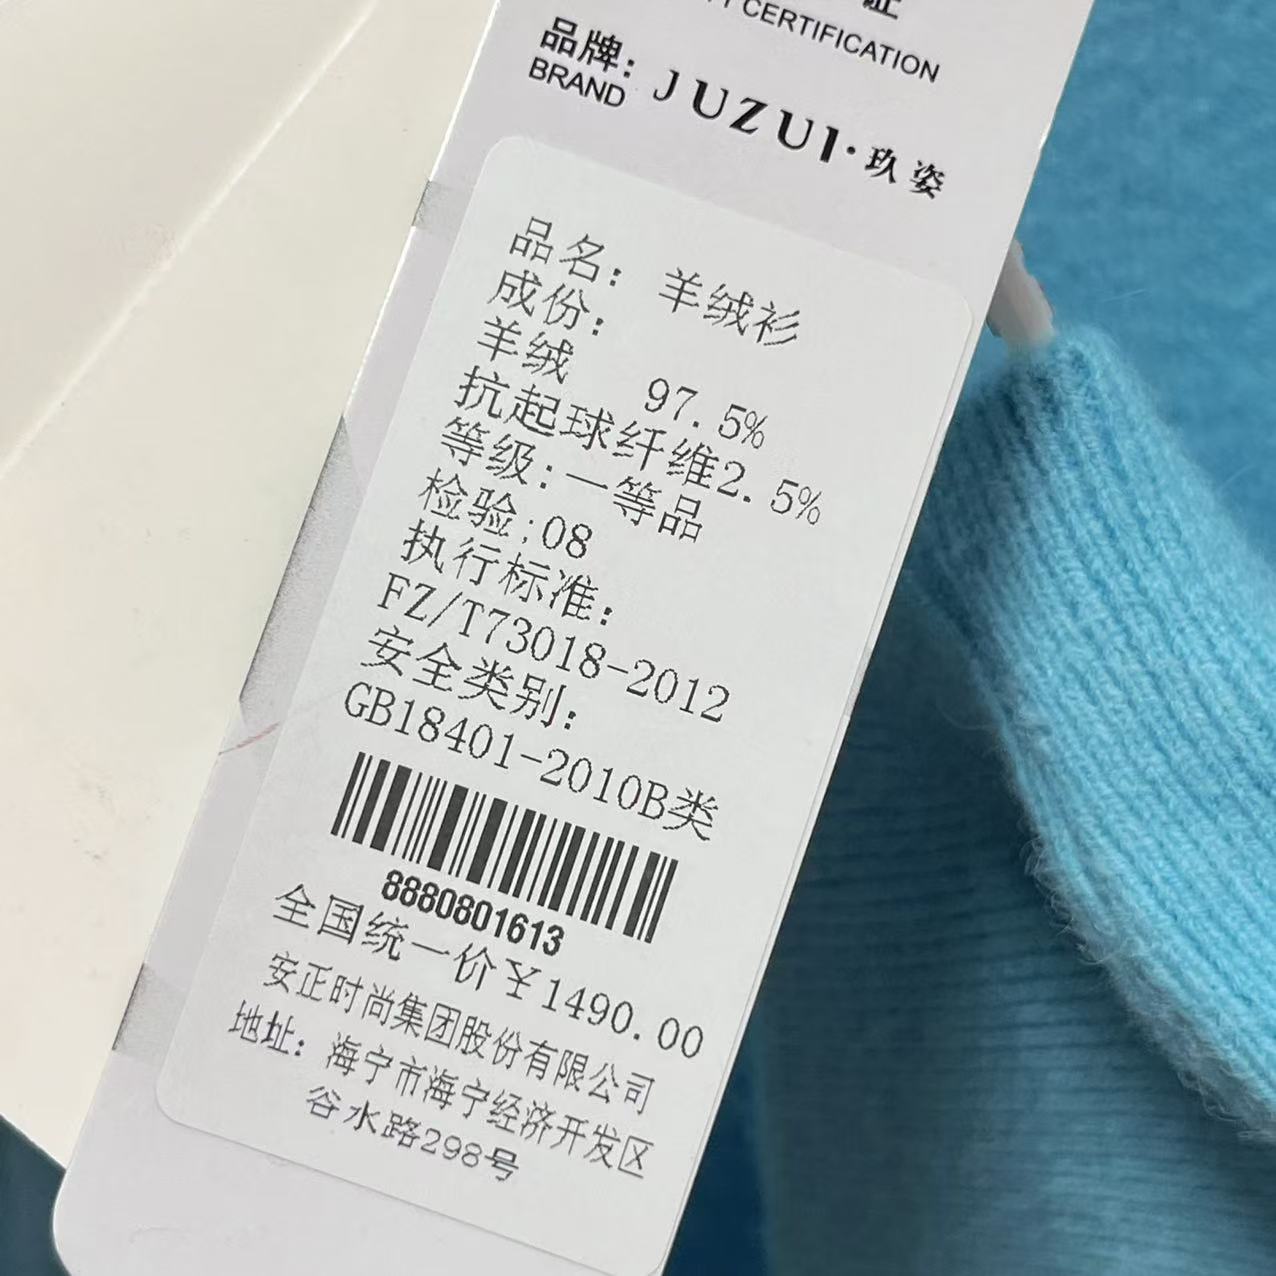 CERTIFICATION
品牌: JUZUI·玖姿
BRAND
品名: 羊绒衫
成份:
羊绒 97.5%
抗起球纤维2.5%
等级:一等品
检验:08
执行标准:
FZ/T73018-2012
安全类别:
GB18401-2010B类
8880801613
全国统一价￥1490.00
安正时尚集团股份有限公司
地址: 海宁市海宁经济开发区
谷水路298号